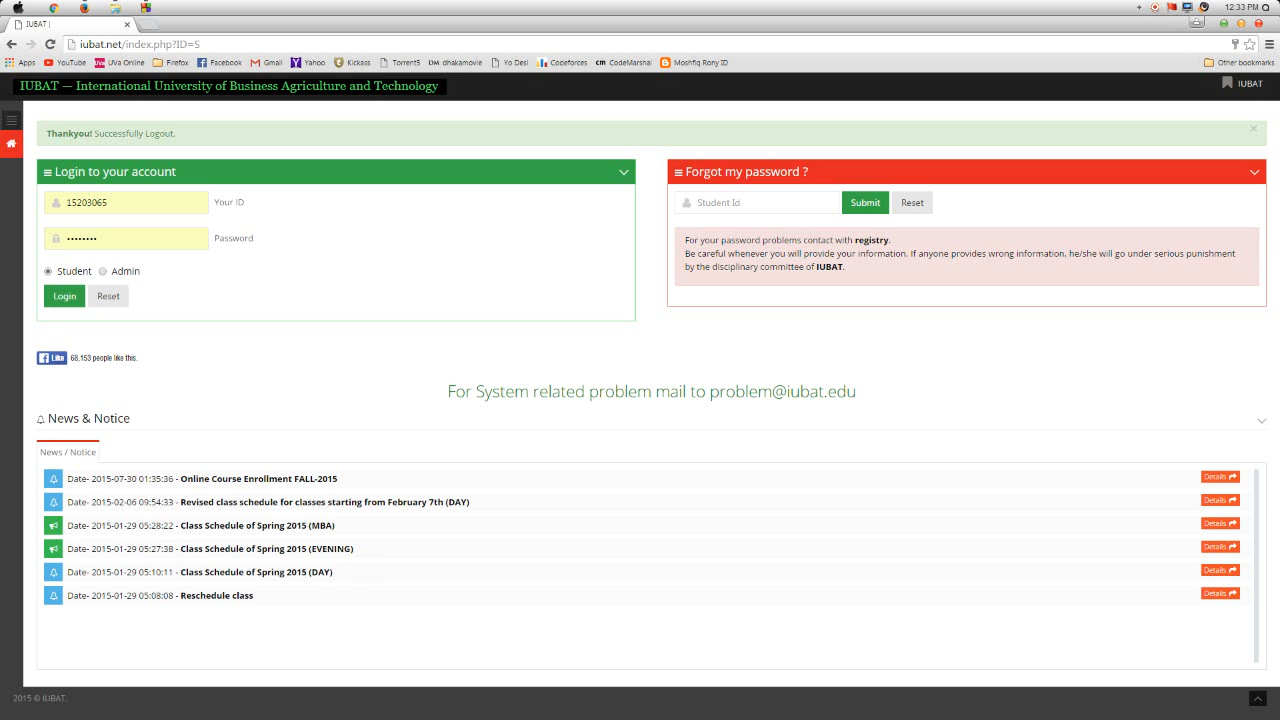 12:33 PM
IUBAT |
iubat.net/index.php?ID=S
Apps YouTube UVa Online Firefox Facebook Gmail Yahoo Kickass Torrent5 DM dhakamovie Yo Desi Codeforces cm CodeMarshal Moshfiq Rony ID Other bookmarks
IUBAT — International University of Business Agriculture and Technology
IUBAT
Thankyou! Successfully Logout.
Login to your account
15203065 Your ID
•••••••• Password
Student Admin
Login Reset
Forgot my password ?
Student Id Submit Reset
For your password problems contact with registry.
Be careful whenever you will provide your information. If anyone provides wrong information, he/she will go under serious punishment
by the disciplinary committee of IUBAT.
Like 68,153 people like this.
For System related problem mail to problem@iubat.edu
News & Notice
News / Notice
Date- 2015-07-30 01:35:36 - Online Course Enrollment FALL-2015 Details
Date- 2015-02-06 09:54:33 - Revised class schedule for classes starting from February 7th (DAY) Details
Date- 2015-01-29 05:28:22 - Class Schedule of Spring 2015 (MBA) Details
Date- 2015-01-29 05:27:38 - Class Schedule of Spring 2015 (EVENING) Details
Date- 2015-01-29 05:10:11 - Class Schedule of Spring 2015 (DAY) Details
Date- 2015-01-29 05:08:08 - Reschedule class Details
2015 © IUBAT.